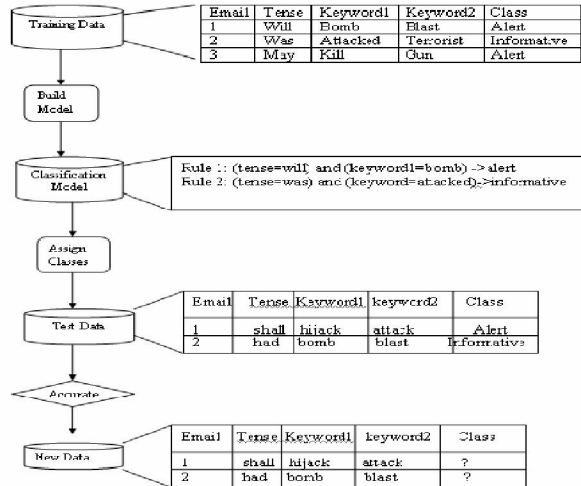 Training Data
Email Tense Keyword1 Keyword2 Class
1 Will Bomb Blast Alert
2 Was Attacked Terrorist Informative
3 May Kill Gun Alert
Build
Model
Classification
Model
Rule 1: (tense=will) and (keyword1=bomb) ->alert
Rule 2: (tense=was) and (keyword=attacked)->informative
Assign
Classes
Test Data
Email Tense Keyword1 keyword2 Class
1 shall hijack attack Alert
2 had bomb blast Informative
Accurate
New Data
Email Tense Keyword1 keyword2 Class
1 shall hijack attack ?
2 had bomb blast ?